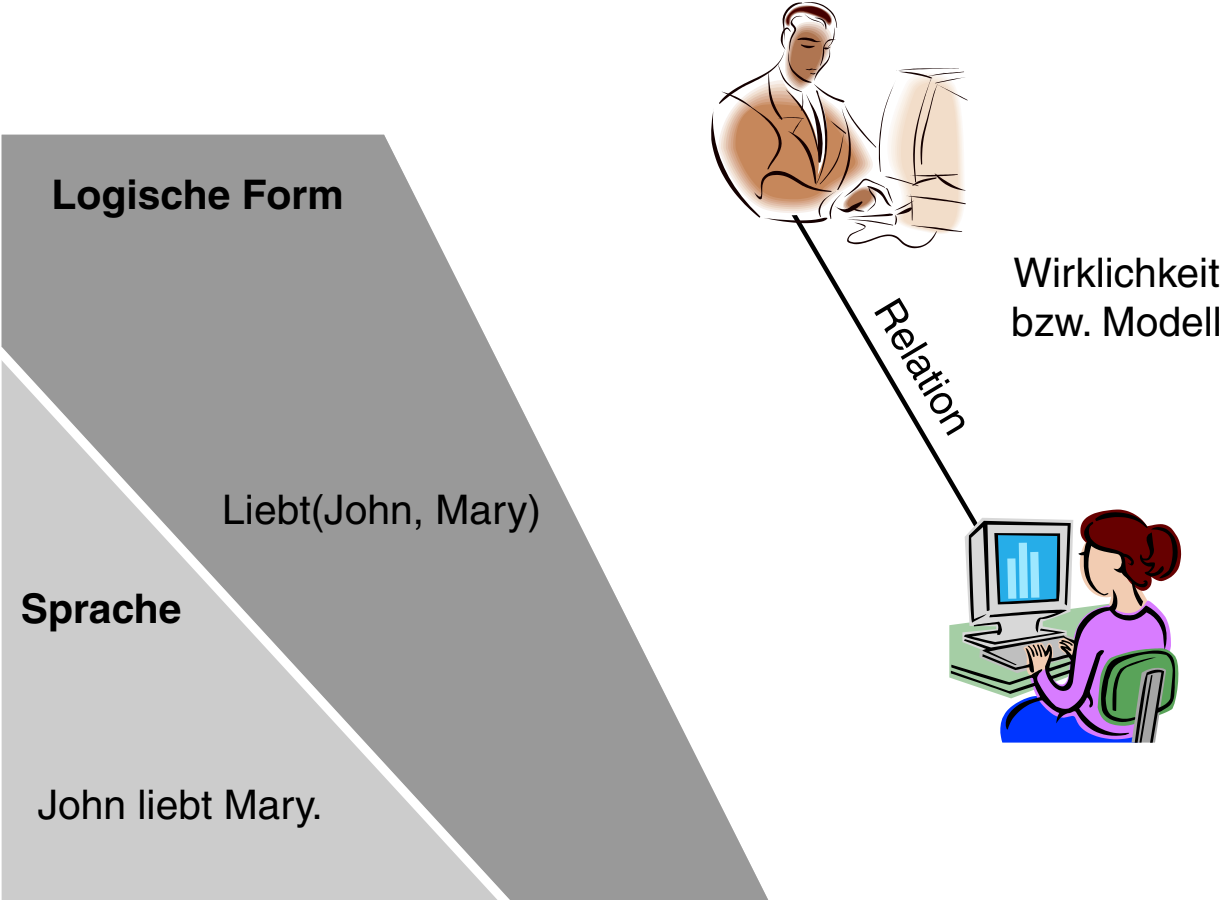 Logische Form
Wirklichkeit
bzw. Modell
Relation
Liebt(John, Mary)
Sprache
John liebt Mary.